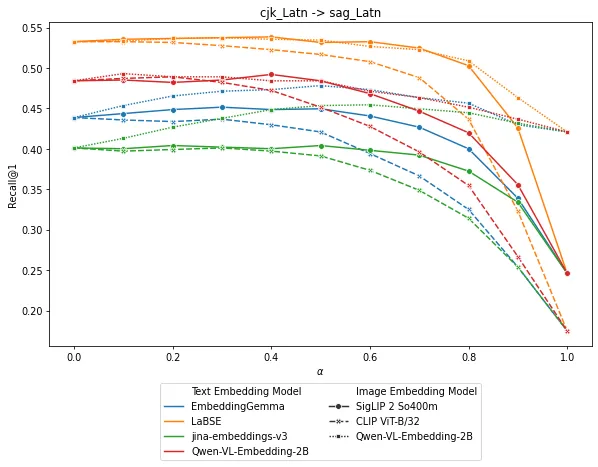 cjk_Latn -> sag_Latn
Recall@1
0.55
0.50
0.45
0.40
0.35
0.30
0.25
0.20
0.0 0.2 0.4 0.6 0.8 1.0
α
Text Embedding Model Image Embedding Model
EmbeddingGemma SigLIP 2 So400m
LaBSE CLIP ViT-B/32
jina-embeddings-v3 Qwen-VL-Embedding-2B
Qwen-VL-Embedding-2B